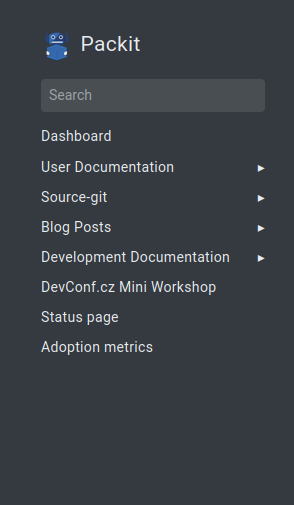 Packit
Search
Dashboard
User Documentation
Source-git
Blog Posts
Development Documentation
DevConf.cz Mini Workshop
Status page
Adoption metrics